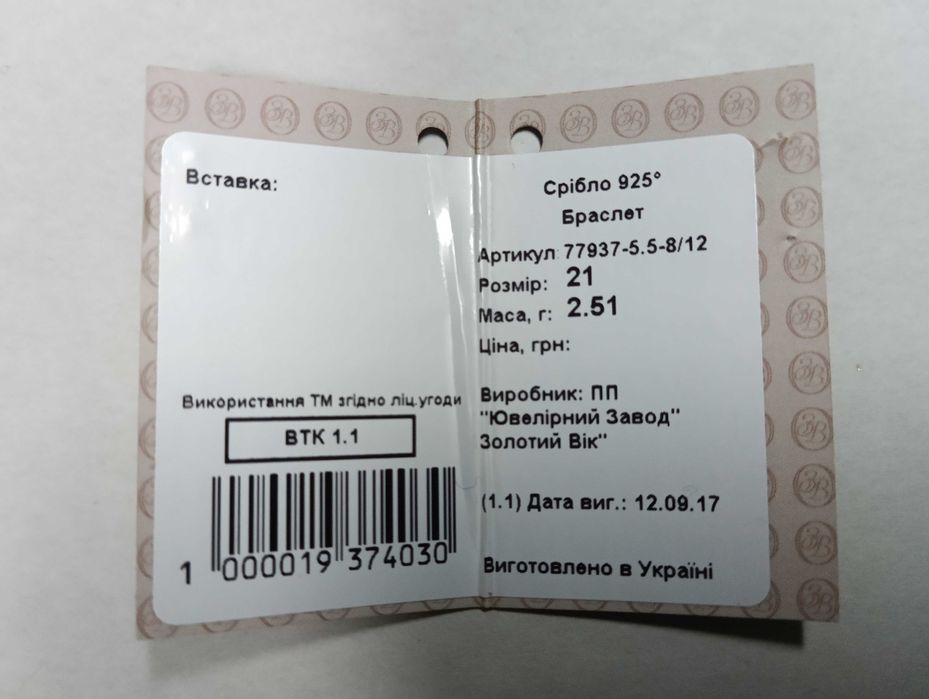 Вставка:
Використання ТМ згідно ліц.угоди
ВТК 1.1
1 000019 374030
Срібло 925°
Браслет
Артикул: 77937-5.5-8/12
Розмір: 21
Маса, г: 2.51
Ціна, грн:
Виробник: ПП
"Ювелірний Завод"
Золотий Вік"
(1.1) Дата виг.: 12.09.17
Виготовлено в Україні